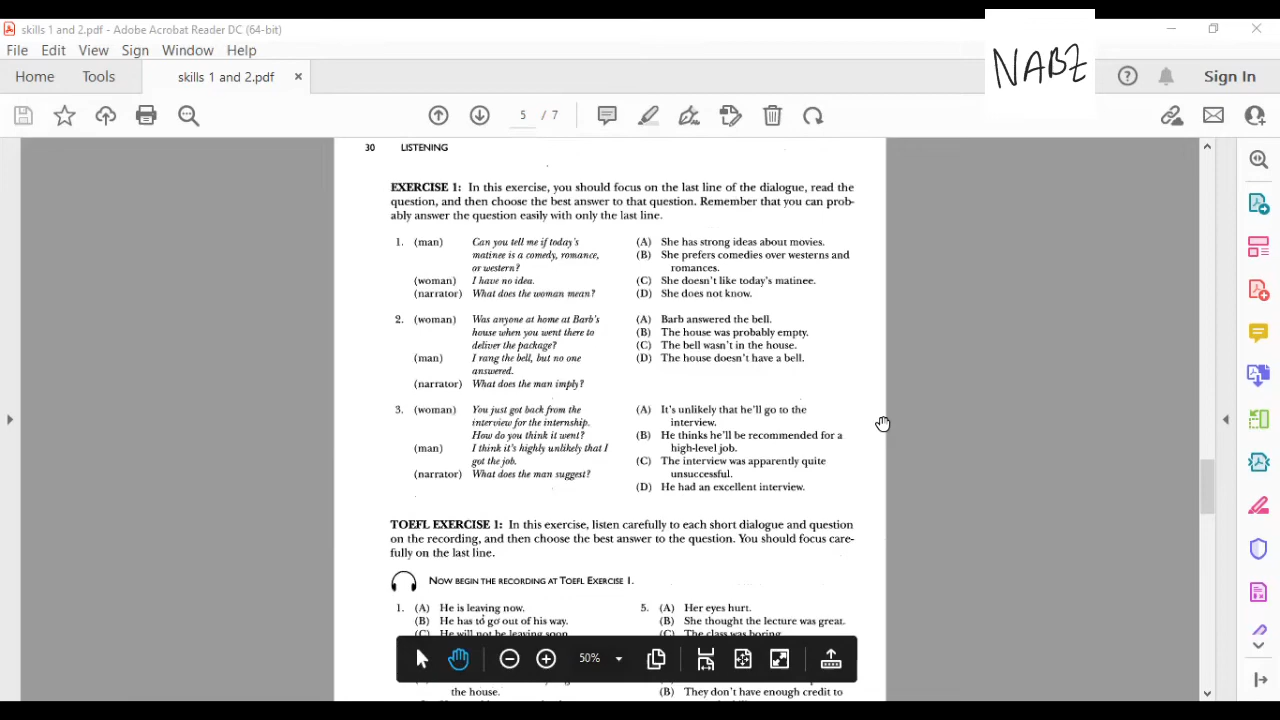 skills 1 and 2.pdf - Adobe Acrobat Reader DC (64-bit)
File Edit View Sign Window Help
NABZ
Home Tools skills 1 and 2.pdf × Sign In
5 / 7
30 LISTENING
EXERCISE 1: In this exercise, you should focus on the last line of the dialogue, read the
question, and then choose the best answer to that question. Remember that you can prob-
ably answer the question easily with only the last line.
1. (man) Can you tell me if today's
matinee is a comedy, romance,
or western?
(woman) I have no idea.
(narrator) What does the woman mean?
(A) She has strong ideas about movies.
(B) She prefers comedies over westerns and
romances.
(C) She doesn't like today's matinee.
(D) She does not know.
2. (woman) Was anyone at home at Barb's
house when you went there to
deliver the package?
(man) I rang the bell, but no one
answered.
(narrator) What does the man imply?
(A) Barb answered the bell.
(B) The house was probably empty.
(C) The bell wasn't in the house.
(D) The house doesn't have a bell.
3. (woman) You just got back from the
interview for the internship.
How do you think it went?
(man) I think it's highly unlikely that I
got the job.
(narrator) What does the man suggest?
(A) It's unlikely that he'll go to the
interview.
(B) He thinks he'll be recommended for a
high-level job.
(C) The interview was apparently quite
unsuccessful.
(D) He had an excellent interview.
TOEFL EXERCISE 1: In this exercise, listen carefully to each short dialogue and question
on the recording, and then choose the best answer to the question. You should focus care-
fully on the last line.
NOW BEGIN THE RECORDING AT TOEFL EXERCISE 1.
1. (A) He is leaving now.
(B) He has to go out of his way.
(C) He will not be leaving soon.
the house.
5. (A) Her eyes hurt.
(B) She thought the lecture was great.
(C) The class was boring.
(B) They don't have enough credit to
50%